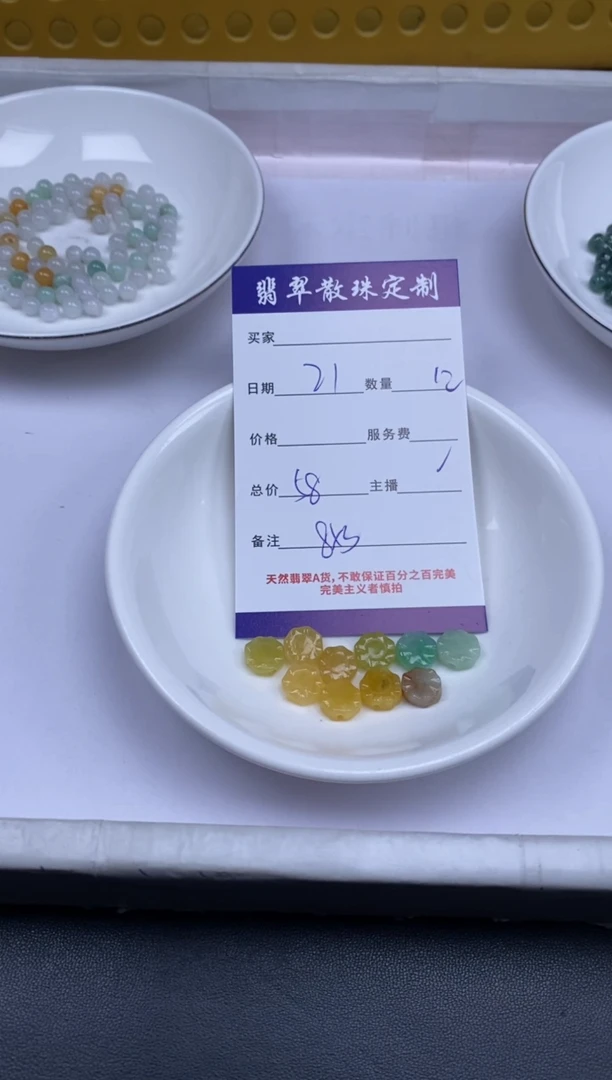 翡翠散珠定制
买家
日期 21 数量 12
价格 服务费
总价 58 主播
备注 8x5
天然翡翠A货，不敢保证百分之百完美
完美主义者慎拍